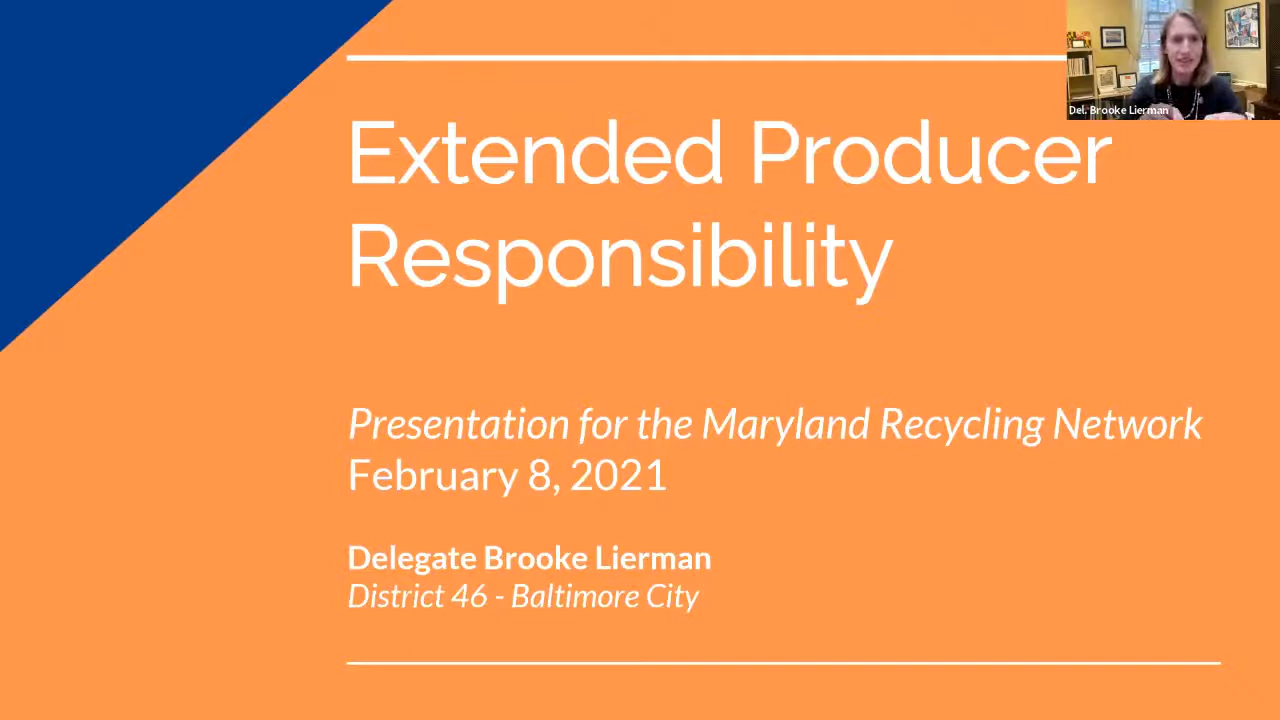 Del. Brooke Lierman
Extended Producer
Responsibility
Presentation for the Maryland Recycling Network
February 8, 2021
Delegate Brooke Lierman
District 46 - Baltimore City